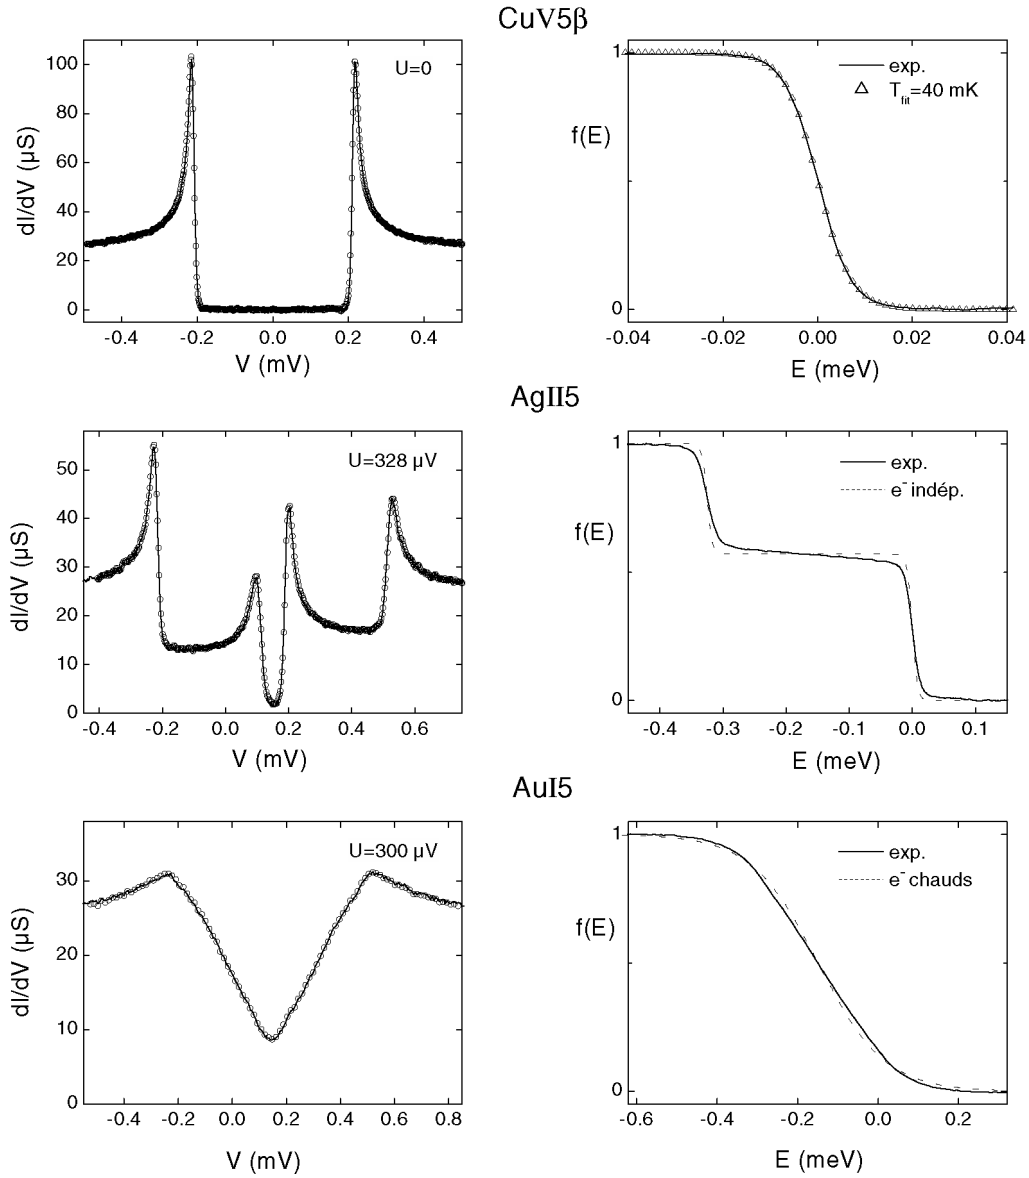 CuV5β
100
80
60
40
20
0
dI/dV (µS)
U=0
-0.4
-0.2
0.0
0.2
0.4
V (mV)
1
0
f(E)
exp.
T_fit=40 mK
-0.04
-0.02
0.00
0.02
0.04
E (meV)
AgII5
50
40
30
20
10
0
dI/dV (µS)
U=328 µV
-0.4
-0.2
0.0
0.2
0.4
0.6
V (mV)
1
0
f(E)
exp.
e⁻ indép.
-0.4
-0.3
-0.2
-0.1
0.0
0.1
E (meV)
AuI5
30
20
10
0
dI/dV (µS)
U=300 µV
-0.4
-0.2
0.0
0.2
0.4
0.6
0.8
V (mV)
1
0
f(E)
exp.
e⁻ chauds
-0.6
-0.4
-0.2
0.0
0.2
E (meV)